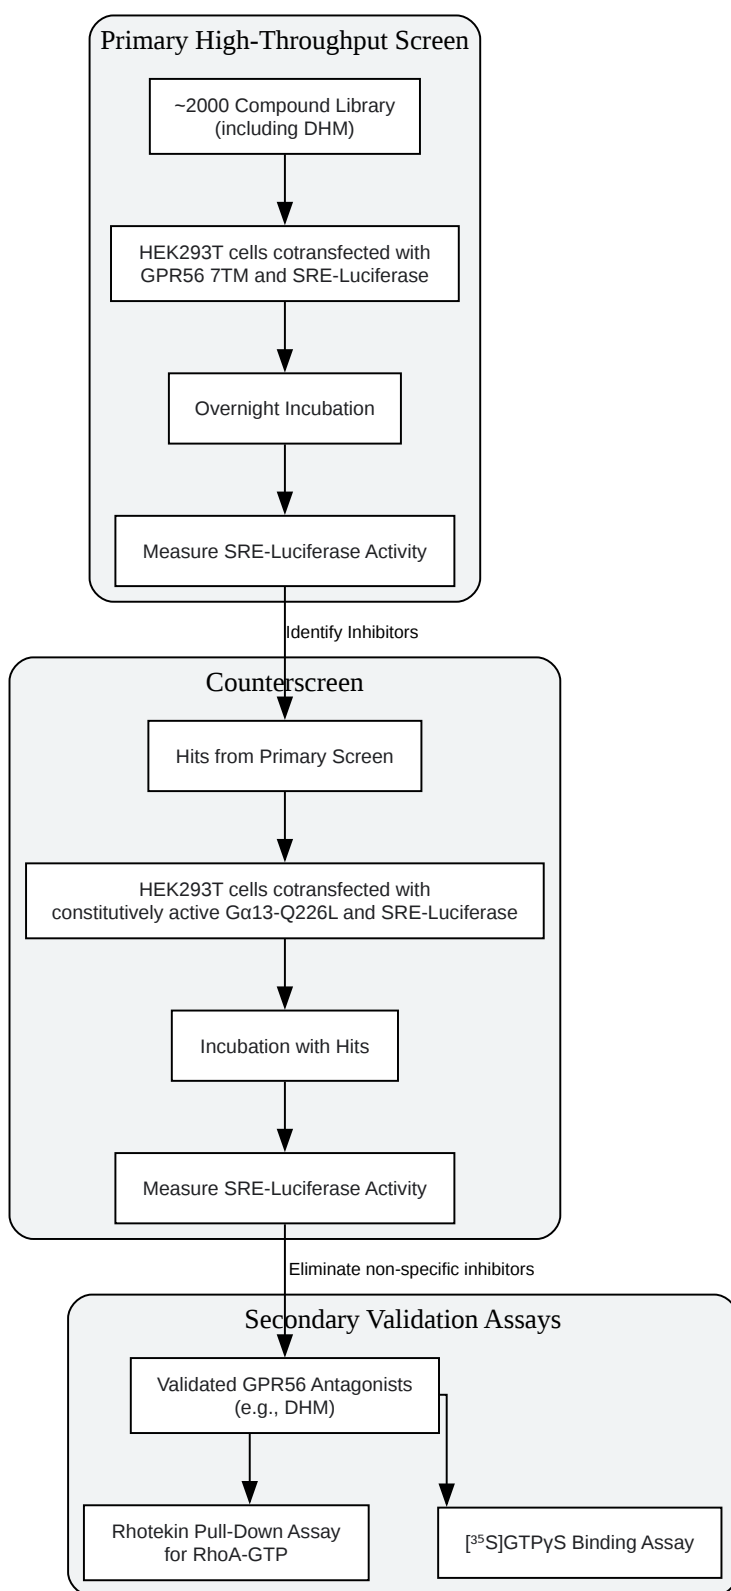 Primary High-Throughput Screen
~2000 Compound Library
(including DHM)
HEK293T cells cotransfected with
GPR56 7TM and SRE-Luciferase
Overnight Incubation
Measure SRE-Luciferase Activity
Identify Inhibitors
Counterscreen
Hits from Primary Screen
HEK293T cells cotransfected with
constitutively active Gα13-Q226L and SRE-Luciferase
Incubation with Hits
Measure SRE-Luciferase Activity
Eliminate non-specific inhibitors
Secondary Validation Assays
Validated GPR56 Antagonists
(e.g., DHM)
Rhotekin Pull-Down Assay
for RhoA-GTP
[³⁵S]GTPγS Binding Assay